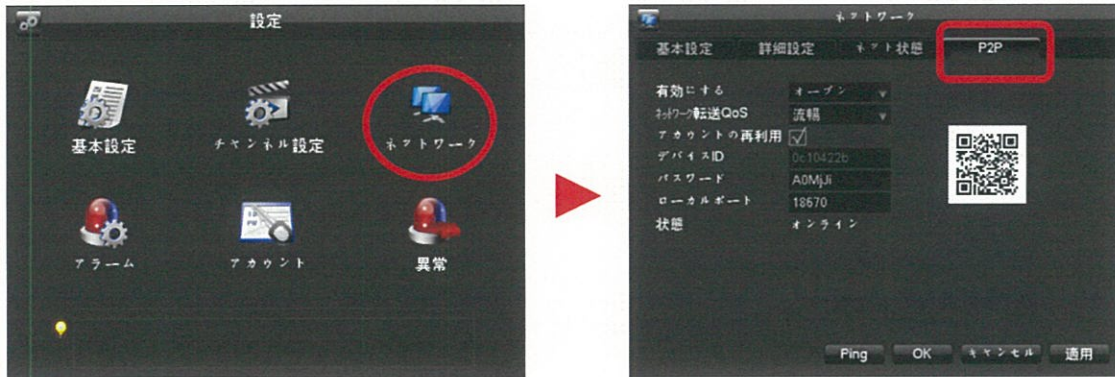 設定
基本設定
チャンネル設定
ネットワーク
アラーム
アカウント
異常
ネットワーク
基本設定 詳細設定 ネット状態 P2P
有効にする オープン
ネットワーク転送QoS 流暢
アカウントの再利用
デバイスID 0c10422b
パスワード A0MjJi
ローカルポート 18670
状態 オンライン
Ping OK キャンセル 適用